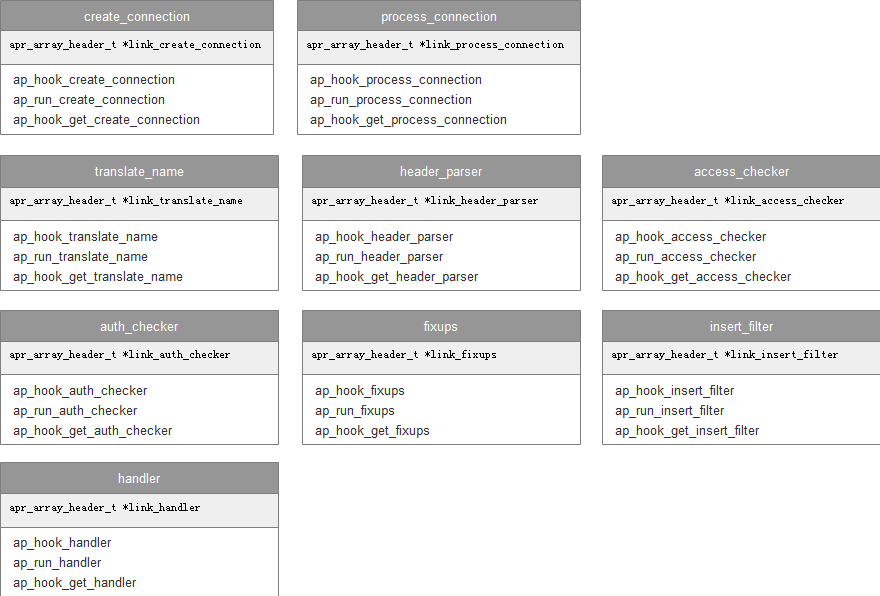 create_connection
apr_array_header_t *link_create_connection
ap_hook_create_connection
ap_run_create_connection
ap_hook_get_create_connection
process_connection
apr_array_header_t *link_process_connection
ap_hook_process_connection
ap_run_process_connection
ap_hook_get_process_connection
translate_name
apr_array_header_t *link_translate_name
ap_hook_translate_name
ap_run_translate_name
ap_hook_get_translate_name
header_parser
apr_array_header_t *link_header_parser
ap_hook_header_parser
ap_run_header_parser
ap_hook_get_header_parser
access_checker
apr_array_header_t *link_access_checker
ap_hook_access_checker
ap_run_access_checker
ap_hook_get_access_checker
auth_checker
apr_array_header_t *link_auth_checker
ap_hook_auth_checker
ap_run_auth_checker
ap_hook_get_auth_checker
fixups
apr_array_header_t *link_fixups
ap_hook_fixups
ap_run_fixups
ap_hook_get_fixups
insert_filter
apr_array_header_t *link_insert_filter
ap_hook_insert_filter
ap_run_insert_filter
ap_hook_get_insert_filter
handler
apr_array_header_t *link_handler
ap_hook_handler
ap_run_handler
ap_hook_get_handler